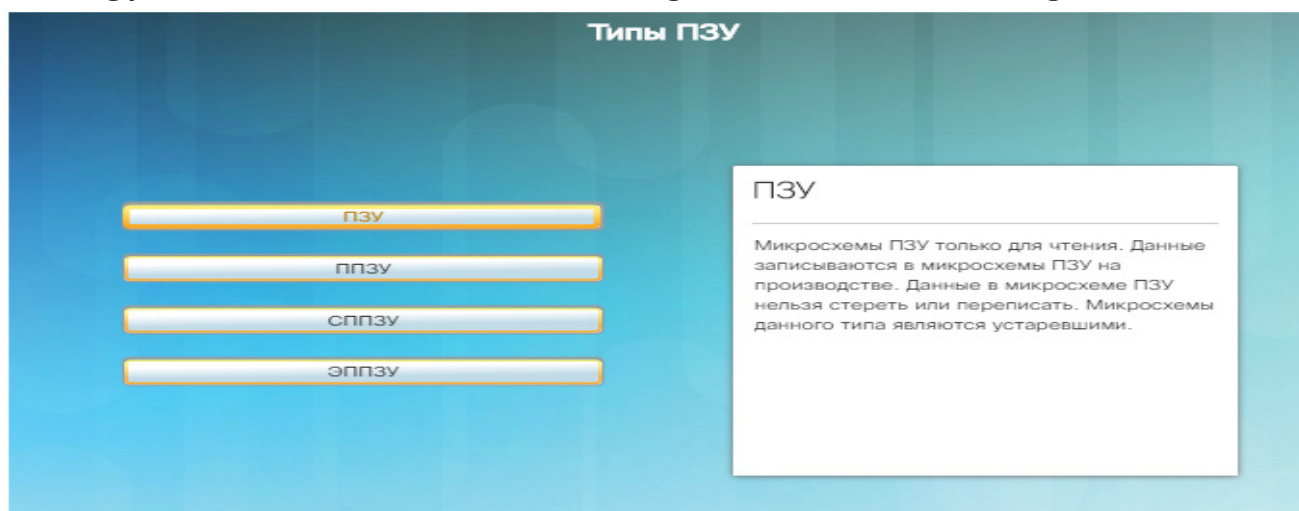 Типы ПЗУ
ПЗУ
ППЗУ
СППЗУ
ЭППЗУ
ПЗУ
Микросхемы ПЗУ только для чтения. Данные
записываются в микросхемы ПЗУ на
производстве. Данные в микросхеме ПЗУ
нельзя стереть или переписать. Микросхемы
данного типа являются устаревшими.